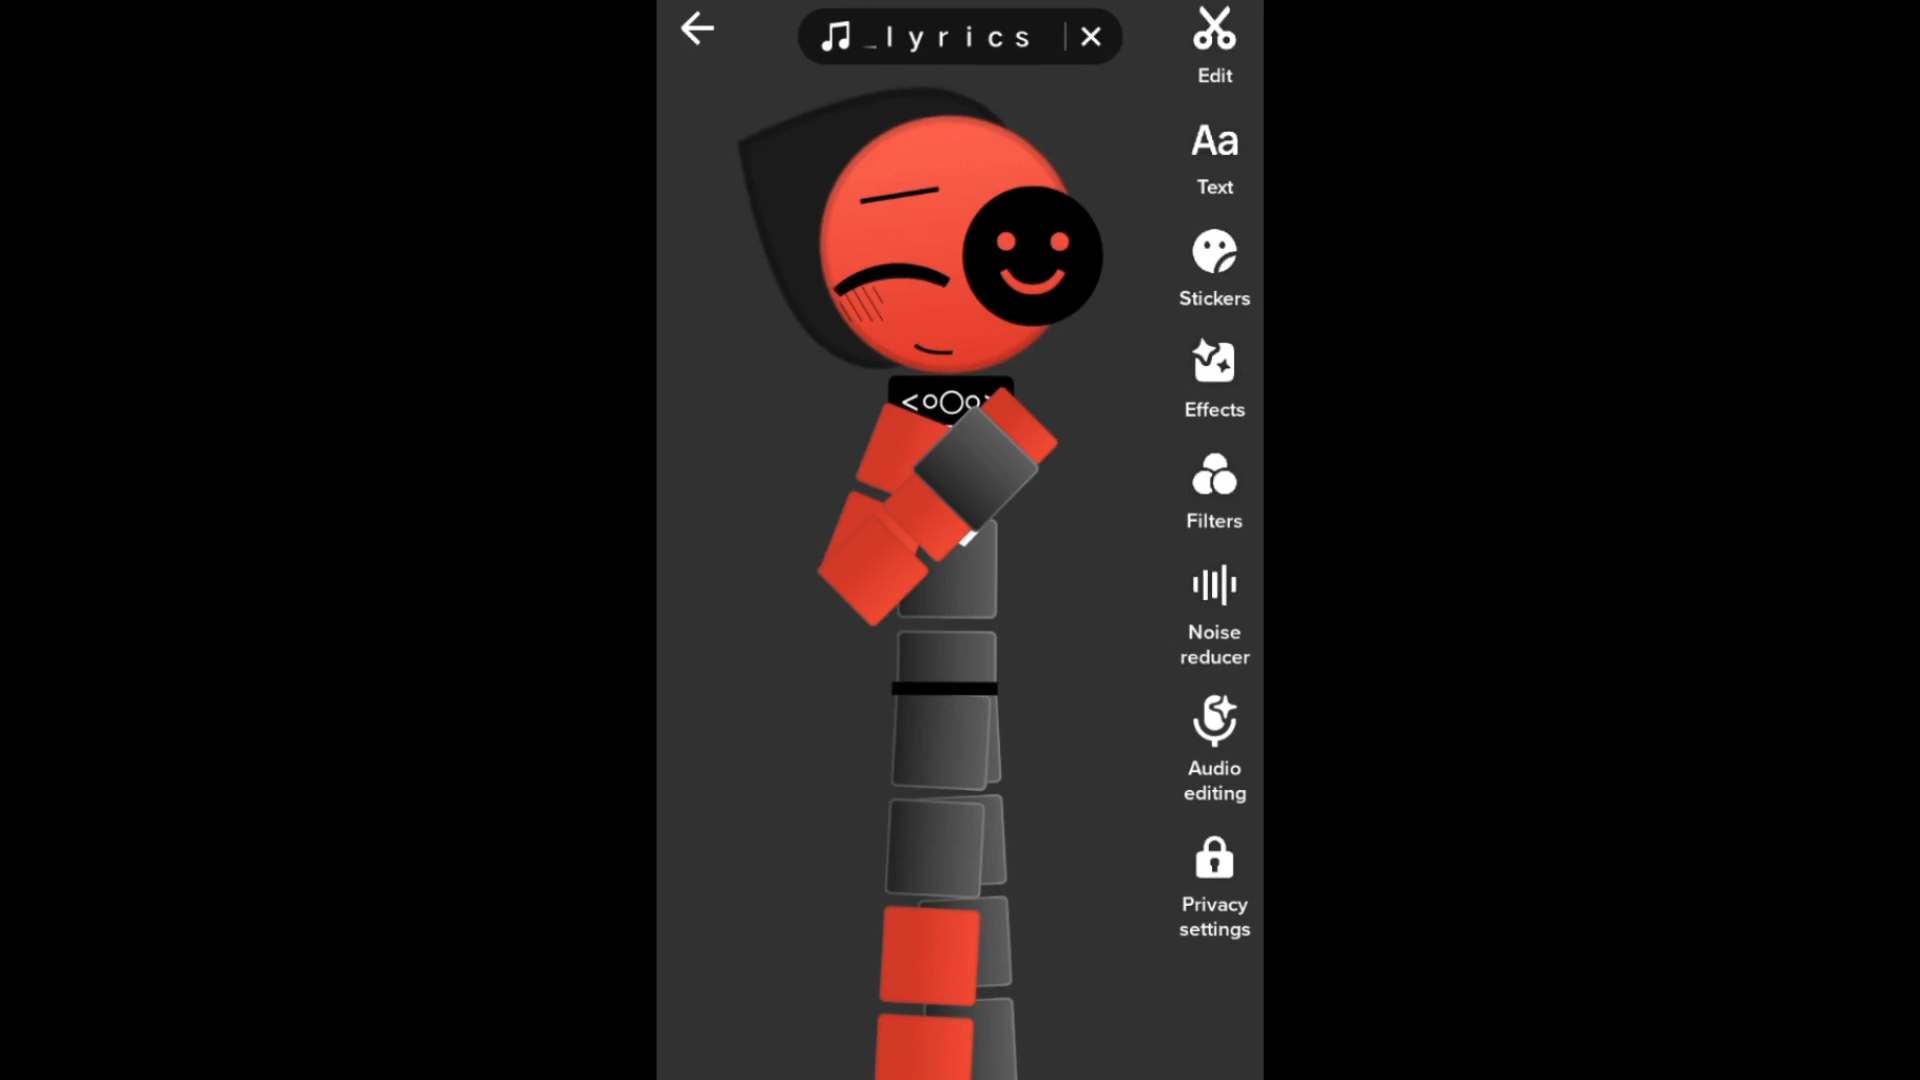 _lyrics
Edit
Aa
Text
Stickers
Effects
Filters
Noise
reducer
Audio
editing
Privacy
settings